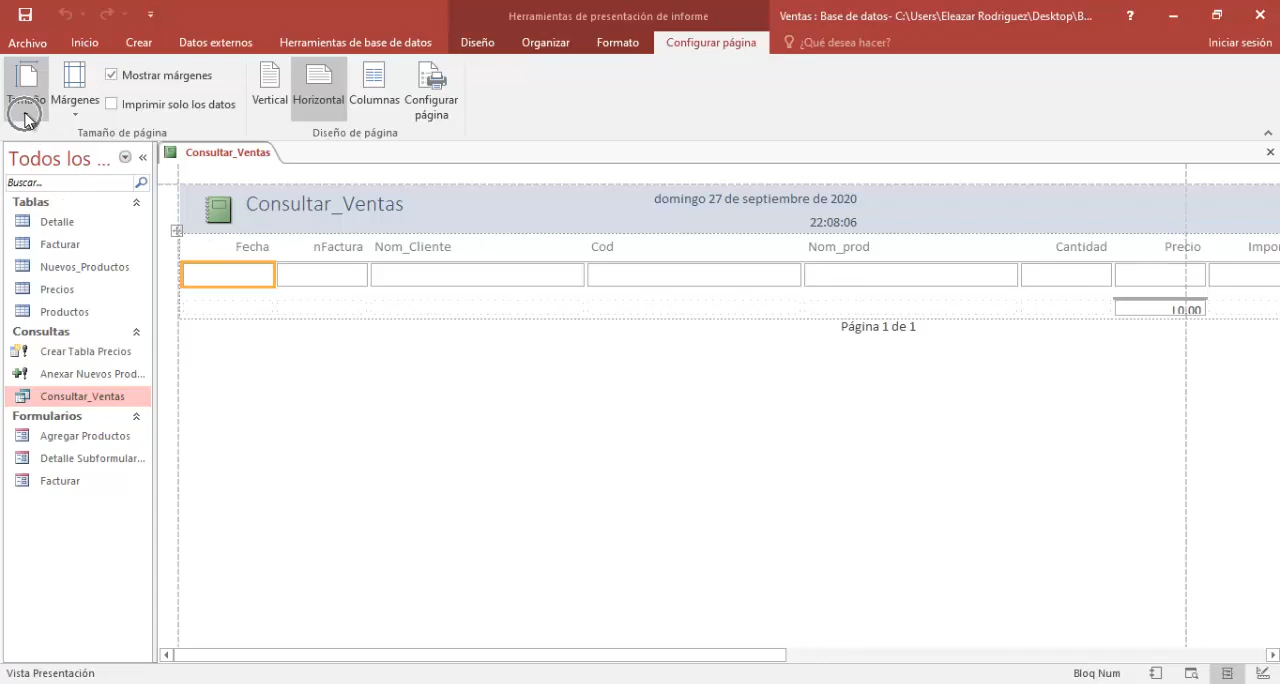 Herramientas de presentación de informe
Ventas : Base de datos- C:\Users\Eleazar Rodriguez\Desktop\B...
?
Archivo
Inicio
Crear
Datos externos
Herramientas de base de datos
Diseño
Organizar
Formato
Configurar página
¿Qué desea hacer?
Iniciar sesión
Tamaño
Márgenes
Mostrar márgenes
Imprimir solo los datos
Vertical
Horizontal
Columnas
Configurar
página
Tamaño de página
Diseño de página
Todos los ...
Buscar...
Tablas
Detalle
Facturar
Nuevos_Productos
Precios
Productos
Consultas
Crear Tabla Precios
Anexar Nuevos Prod...
Consultar_Ventas
Formularios
Agregar Productos
Detalle Subformular...
Facturar
Consultar_Ventas
Consultar_Ventas
domingo 27 de septiembre de 2020
22:08:06
Fecha
nFactura
Nom_Cliente
Cod
Nom_prod
Cantidad
Precio
Impor
Página 1 de 1
Vista Presentación
Bloq Num